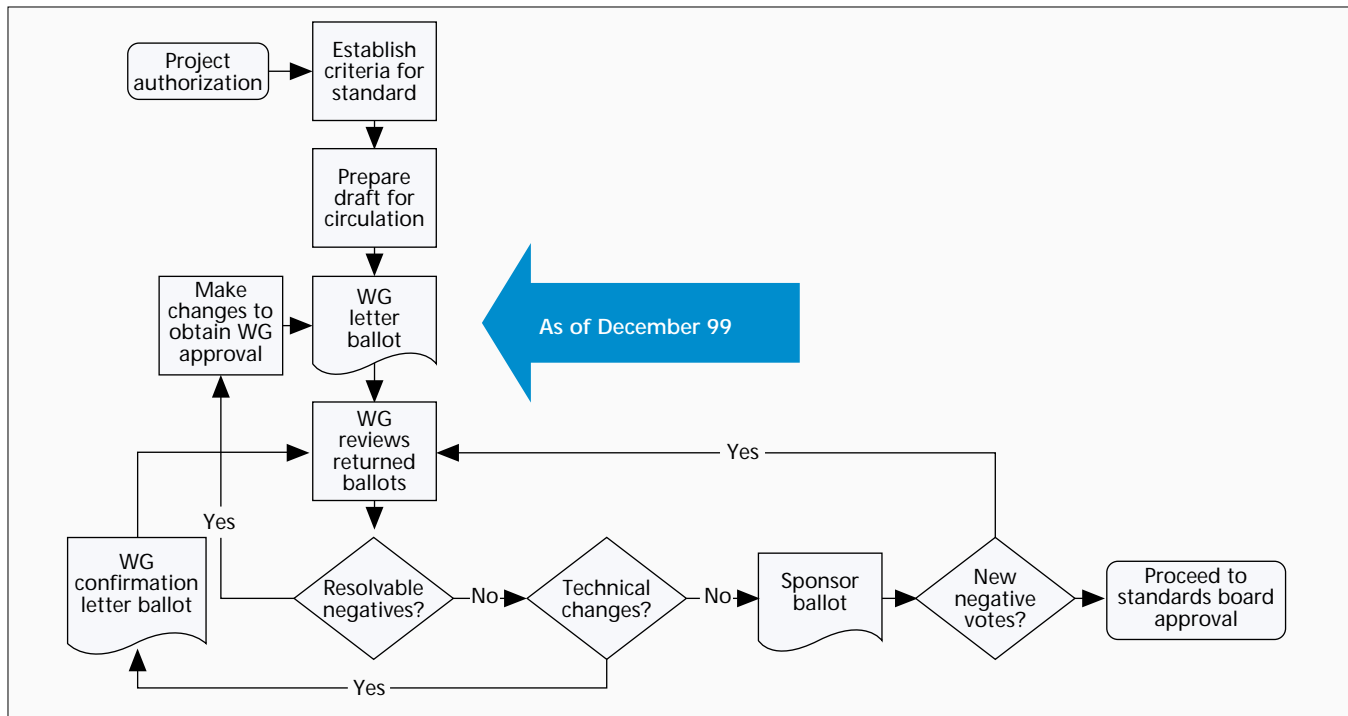 Project
authorization
Establish
criteria for
standard
Prepare
draft for
circulation
Make
changes to
obtain WG
approval
WG
letter
ballot
As of December 99
WG
reviews
returned
ballots
Yes
Yes
WG
confirmation
letter ballot
Resolvable
negatives?
No
Technical
changes?
No
Sponsor
ballot
New
negative
votes?
Proceed to
standards board
approval
Yes